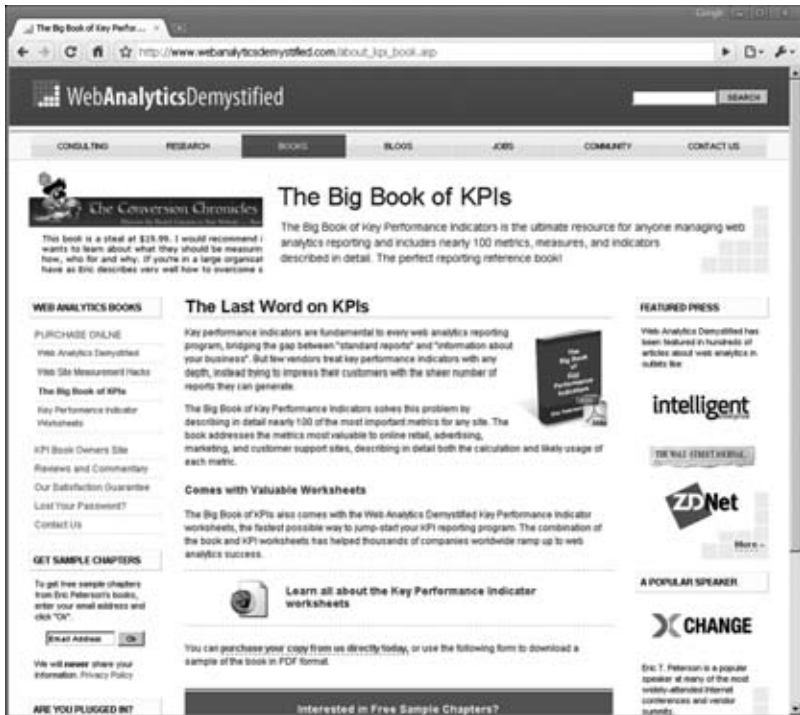 Google
The Big Book of Key Perfor...
http://www.webanalyticsdemystified.com/about_kpi_book.asp
WebAnalyticsDemystified
SEARCH
CONSULTING RESEARCH BOOKS BLOGS JOBS COMMUNITY CONTACT US
The Conversion Chronicles
This book is a steal at $29.99. I would recommend i
wants to learn about what they should be measurin
how, who for and why. If you're in a large organizat
have as Eric describes very well how to overcome s
The Big Book of KPIs
The Big Book of Key Performance Indicators is the ultimate resource for anyone managing web
analytics reporting and includes nearly 100 metrics, measures, and indicators
described in detail. The perfect reporting reference book!
WEB ANALYTICS BOOKS
PURCHASE ONLINE
Web Analytics Demystified
Web Site Measurement Hacks
The Big Book of KPIs
Key Performance Indicator
Worksheets
KPI Book Owners Site
Reviews and Commentary
Our Satisfaction Guarantee
Lost Your Password?
Contact Us
GET SAMPLE CHAPTERS
To get free sample chapters
from Eric Peterson's books,
enter your email address and
click "Ok".
Email Address Ok
We will never share your
information. Privacy Policy
ARE YOU PLUGGED IN?
The Last Word on KPIs
Key performance indicators are fundamental to every web analytics reporting
program, bridging the gap between "standard reports" and "information about
your business". But few vendors treat key performance indicators with any
depth, instead trying to impress their customers with the sheer number of
reports they can generate.
The Big Book of Key Performance Indicators solves this problem by
describing in detail nearly 100 of the most important metrics for any site. The
book addresses the metrics most valuable to online retail, advertising,
marketing, and customer support sites, describing in detail both the calculation and likely usage of
each metric.
The
Big Book
of
Key
Performance
Indicators
Comes with Valuable Worksheets
The Big Book of KPIs also comes with the Web Analytics Demystified Key Performance Indicator
worksheets, the fastest possible way to jump-start your KPI reporting program. The combination of
the book and KPI worksheets has helped thousands of companies worldwide ramp up to web
analytics success.
Learn all about the Key Performance Indicator
worksheets
You can purchase your copy from us directly today, or use the following form to download a
sample of the book in PDF format.
Interested in Free Sample Chapters?
FEATURED PRESS
Web Analytics Demystified has
been featured in hundreds of
articles about web analytics in
outlets like:
intelligent
THE WALL STREET JOURNAL
ZDNet
More »
A POPULAR SPEAKER
X CHANGE
Eric T. Peterson is a popular
speaker at many of the most
widely-attended Internet
conferences and vendor
summits.